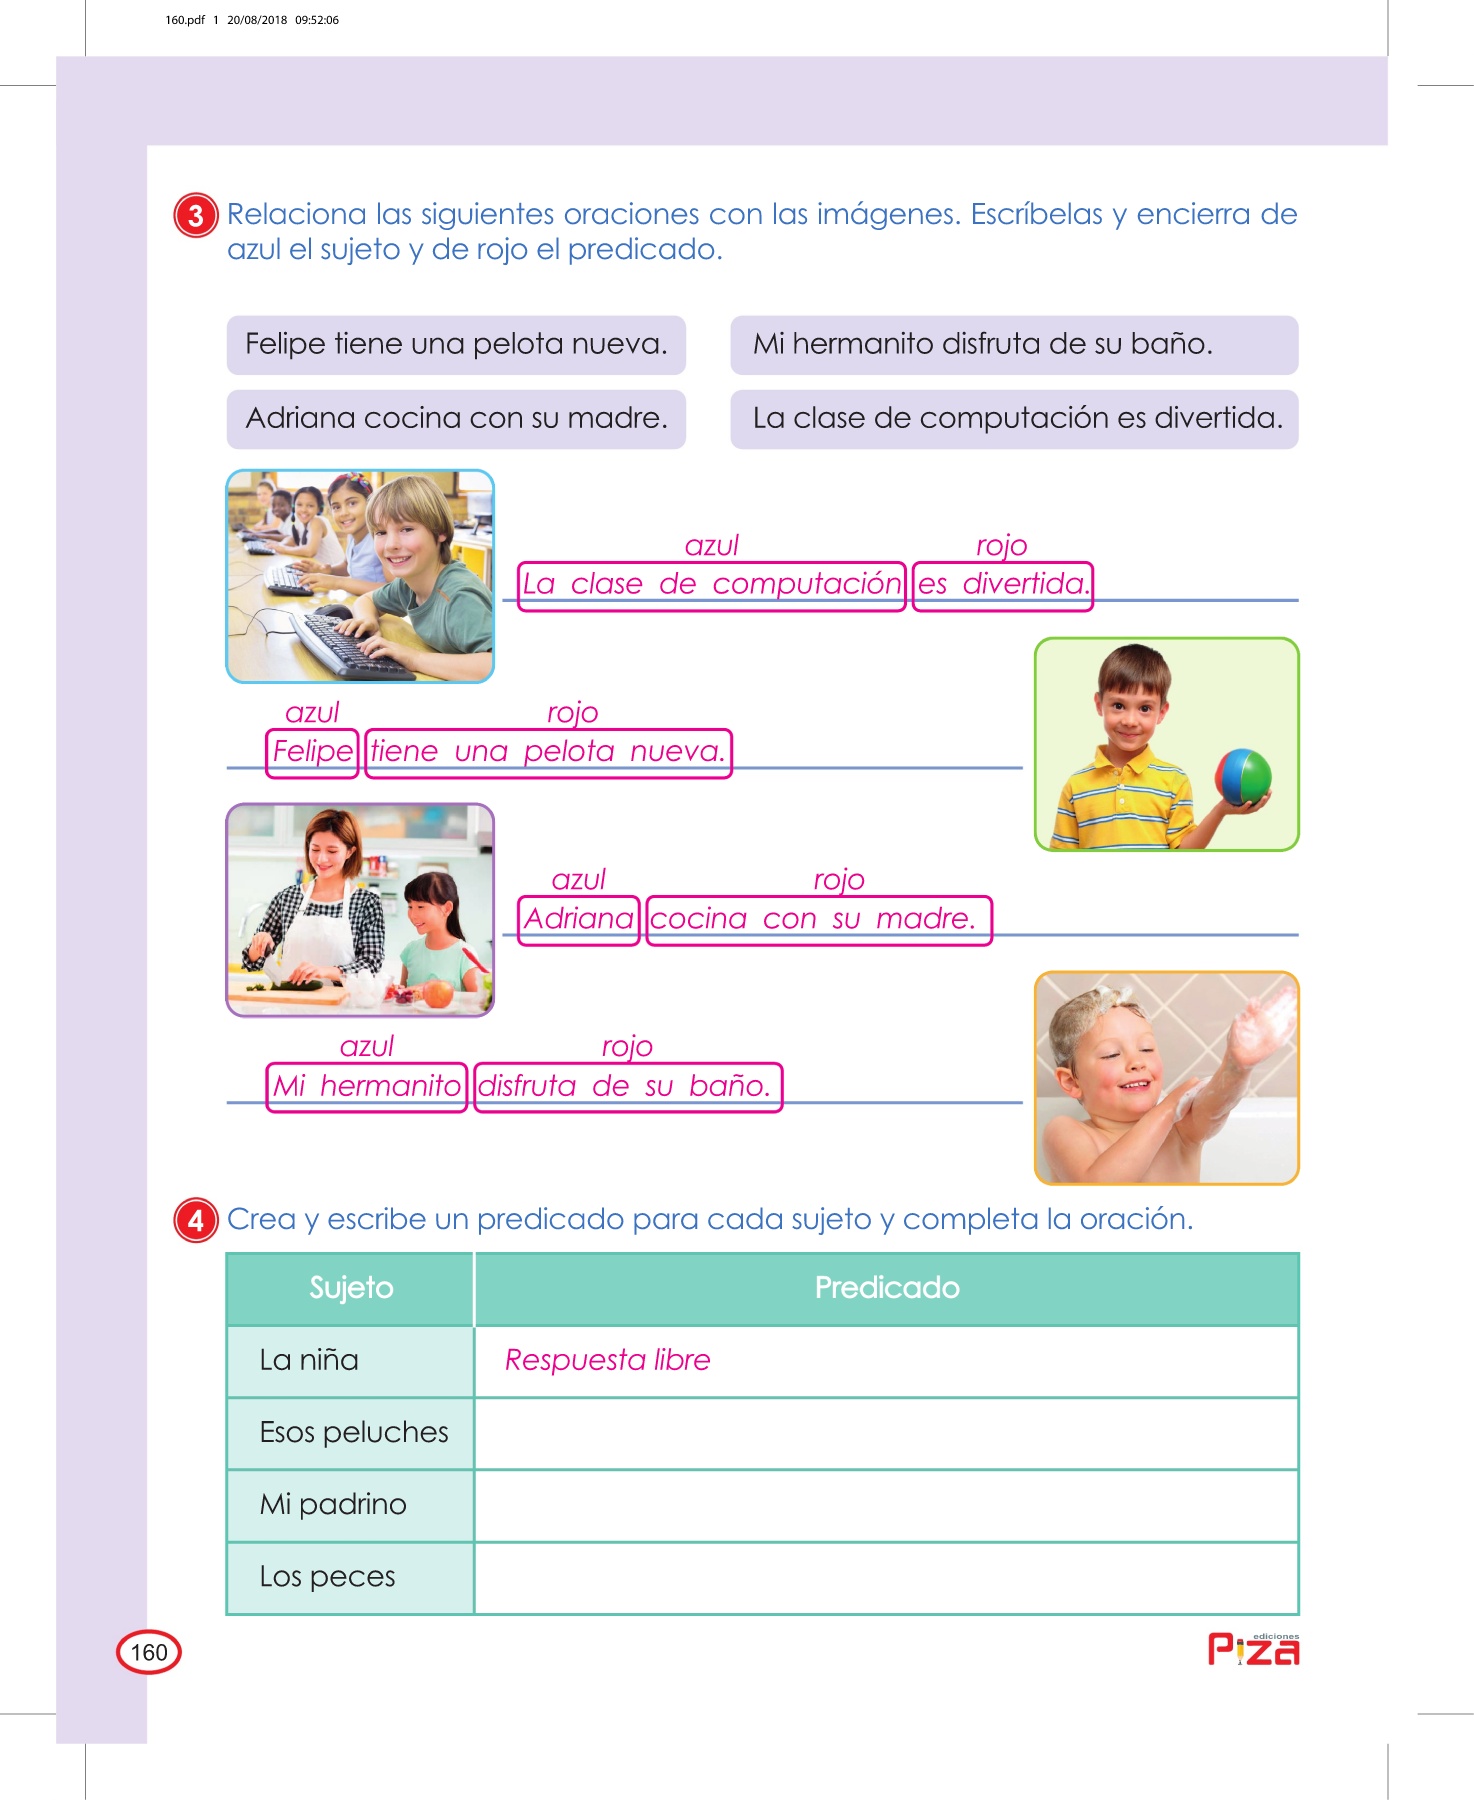 160.pdf 1 20/08/2018 09:52:06
3 Relaciona las siguientes oraciones con las imágenes. Escríbelas y encierra de
azul el sujeto y de rojo el predicado.
Felipe tiene una pelota nueva.
Mi hermanito disfruta de su baño.
Adriana cocina con su madre.
La clase de computación es divertida.
azul rojo
La clase de computación es divertida.
azul rojo
Felipe tiene una pelota nueva.
azul rojo
Adriana cocina con su madre.
azul rojo
Mi hermanito disfruta de su baño.
4 Crea y escribe un predicado para cada sujeto y completa la oración.
Sujeto Predicado
La niña Respuesta libre
Esos peluches
Mi padrino
Los peces
160
ediciones
Piza